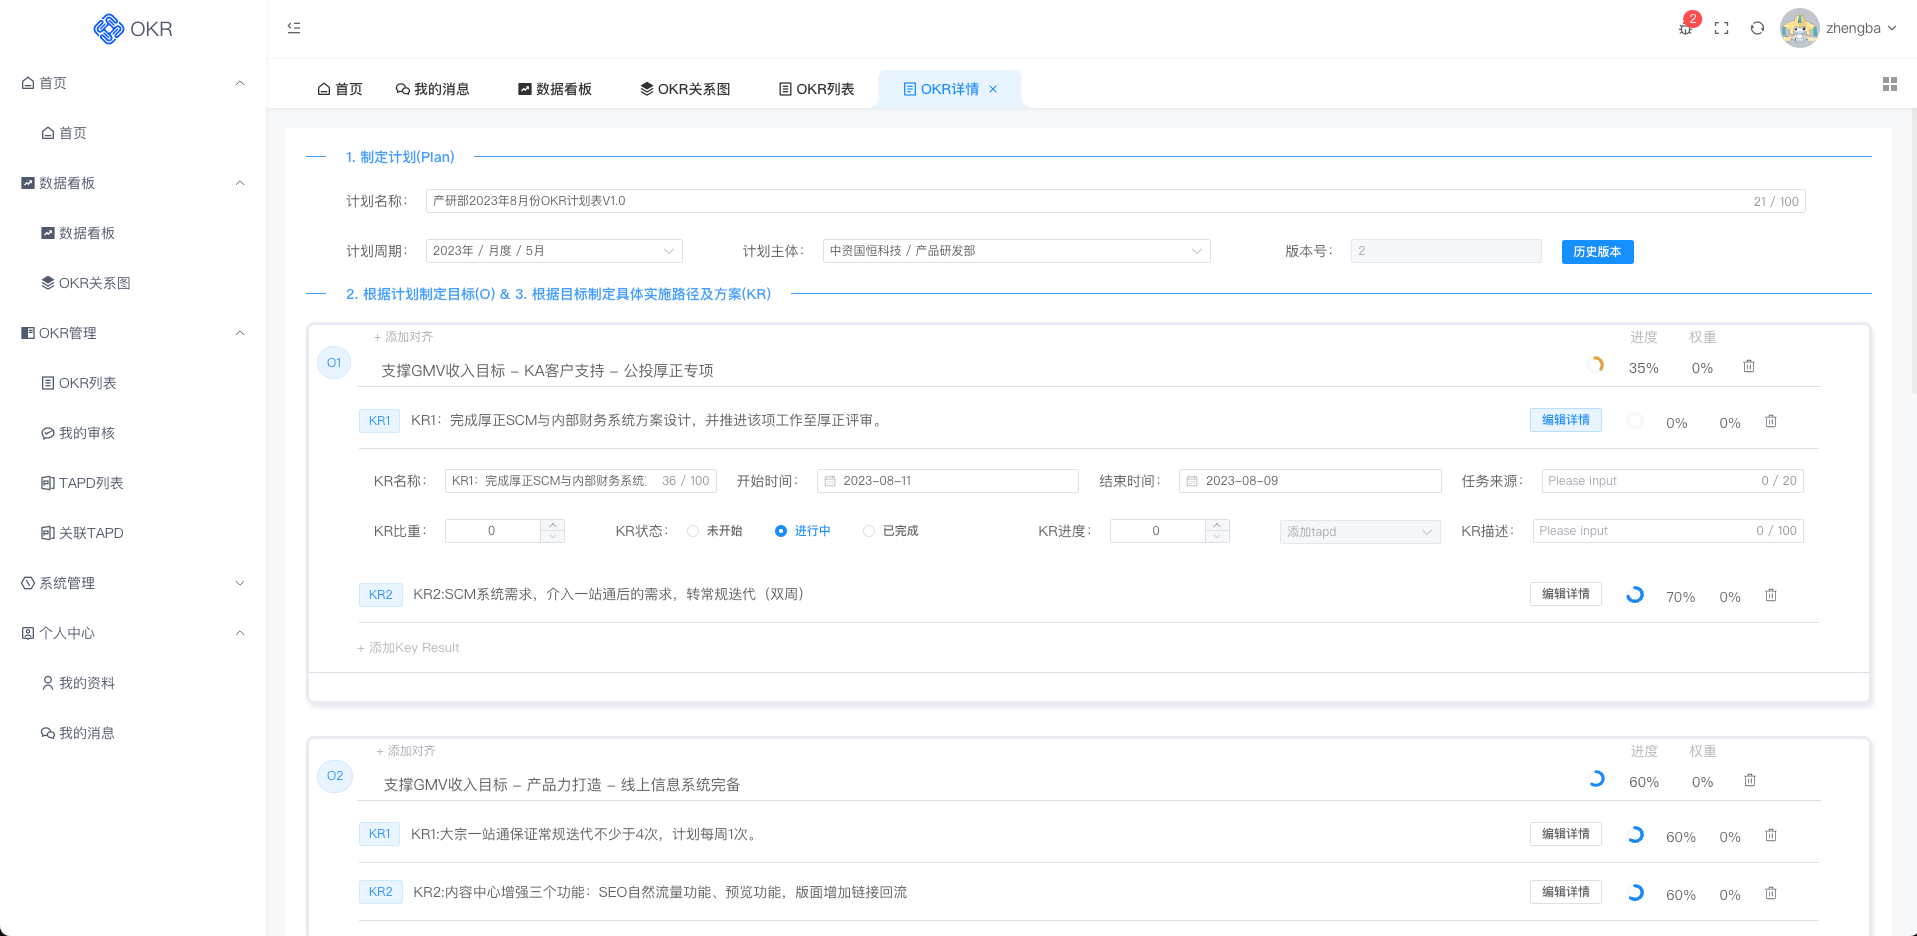 OKR
2
zhengba
首页
首页
数据看板
数据看板
OKR关系图
OKR管理
OKR列表
我的审核
TAPD列表
关联TAPD
系统管理
个人中心
我的资料
我的消息
首页 我的消息 数据看板 OKR关系图 OKR列表 OKR详情 ×
1. 制定计划(Plan)
计划名称： 产研部2023年8月份OKR计划表V1.0 21 / 100
计划周期： 2023年 / 月度 / 5月 计划主体： 中资国恒科技 / 产品研发部 版本号： 2 历史版本
2. 根据计划制定目标(O) & 3. 根据目标制定具体实施路径及方案(KR)
+ 添加对齐 进度 权重
O1 支撑GMV收入目标 – KA客户支持 – 公投厚正专项 35% 0%
KR1 KR1：完成厚正SCM与内部财务系统方案设计，并推进该项工作至厚正评审。 编辑详情 0% 0%
KR名称： KR1：完成厚正SCM与内部财务系统 36 / 100 开始时间： 2023-08-11 结束时间： 2023-08-09 任务来源： Please input 0 / 20
KR比重： 0 KR状态： 未开始 进行中 已完成 KR进度： 0 添加tapd KR描述： Please input 0 / 100
KR2 KR2:SCM系统需求，介入一站通后的需求，转常规迭代（双周） 编辑详情 70% 0%
+ 添加Key Result
+ 添加对齐 进度 权重
O2 支撑GMV收入目标 – 产品力打造 – 线上信息系统完备 60% 0%
KR1 KR1:大宗一站通保证常规迭代不少于4次，计划每周1次。 编辑详情 60% 0%
KR2 KR2:内容中心增强三个功能：SEO自然流量功能、预览功能，版面增加链接回流 编辑详情 60% 0%